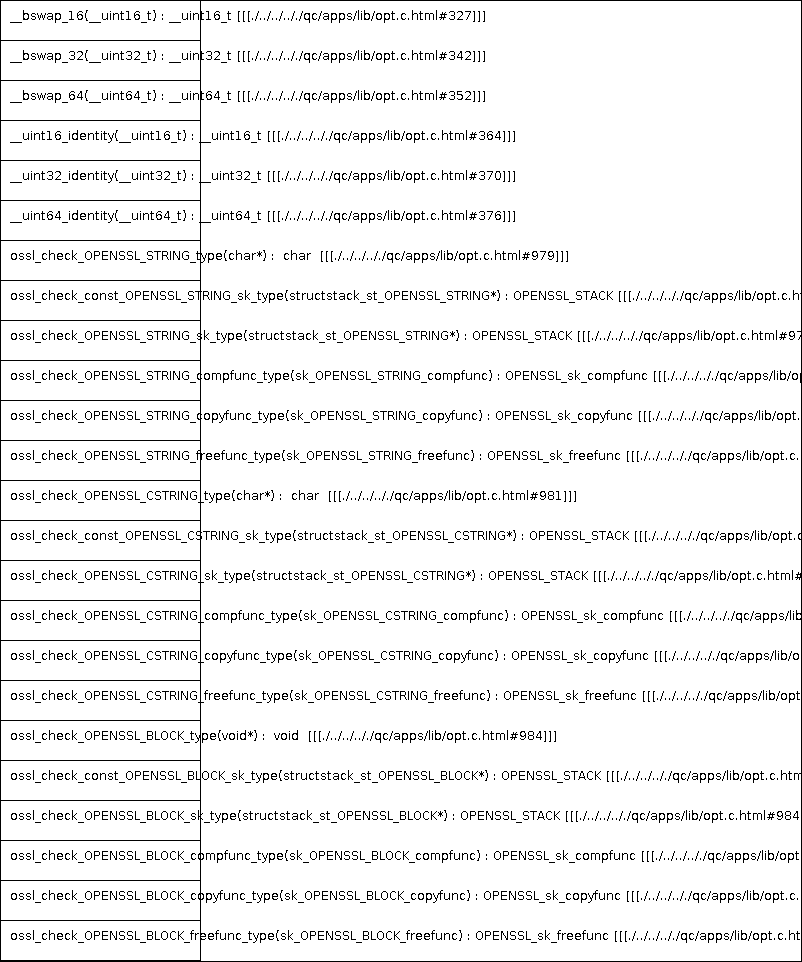 __bswap_16(__uint16_t) : __uint16_t [[[./../../../qc/apps/lib/opt.c.html#327]]]
__bswap_32(__uint32_t) : __uint32_t [[[./../../../qc/apps/lib/opt.c.html#342]]]
__bswap_64(__uint64_t) : __uint64_t [[[./../../../qc/apps/lib/opt.c.html#352]]]
__uint16_identity(__uint16_t) : __uint16_t [[[./../../../qc/apps/lib/opt.c.html#364]]]
__uint32_identity(__uint32_t) : __uint32_t [[[./../../../qc/apps/lib/opt.c.html#370]]]
__uint64_identity(__uint64_t) : __uint64_t [[[./../../../qc/apps/lib/opt.c.html#376]]]
ossl_check_OPENSSL_STRING_type(char*) :  char  [[[./../../../qc/apps/lib/opt.c.html#979]]]
ossl_check_const_OPENSSL_STRING_sk_type(structstack_st_OPENSSL_STRING*) : OPENSSL_STACK [[[./../../../qc/apps/lib/opt.c.h
ossl_check_OPENSSL_STRING_sk_type(structstack_st_OPENSSL_STRING*) : OPENSSL_STACK [[[./../../../qc/apps/lib/opt.c.html#97
ossl_check_OPENSSL_STRING_compfunc_type(sk_OPENSSL_STRING_compfunc) : OPENSSL_sk_compfunc [[[./../../../qc/apps/lib/op
ossl_check_OPENSSL_STRING_copyfunc_type(sk_OPENSSL_STRING_copyfunc) : OPENSSL_sk_copyfunc [[[./../../../qc/apps/lib/opt.
ossl_check_OPENSSL_STRING_freefunc_type(sk_OPENSSL_STRING_freefunc) : OPENSSL_sk_freefunc [[[./../../../qc/apps/lib/opt.c.
ossl_check_OPENSSL_CSTRING_type(char*) :  char  [[[./../../../qc/apps/lib/opt.c.html#981]]]
ossl_check_const_OPENSSL_CSTRING_sk_type(structstack_st_OPENSSL_CSTRING*) : OPENSSL_STACK [[[./../../../qc/apps/lib/opt.c
ossl_check_OPENSSL_CSTRING_sk_type(structstack_st_OPENSSL_CSTRING*) : OPENSSL_STACK [[[./../../../qc/apps/lib/opt.c.html#
ossl_check_OPENSSL_CSTRING_compfunc_type(sk_OPENSSL_CSTRING_compfunc) : OPENSSL_sk_compfunc [[[./../../../qc/apps/lib
ossl_check_OPENSSL_CSTRING_copyfunc_type(sk_OPENSSL_CSTRING_copyfunc) : OPENSSL_sk_copyfunc [[[./../../../qc/apps/lib/o
ossl_check_OPENSSL_CSTRING_freefunc_type(sk_OPENSSL_CSTRING_freefunc) : OPENSSL_sk_freefunc [[[./../../../qc/apps/lib/opt
ossl_check_OPENSSL_BLOCK_type(void*) :  void  [[[./../../../qc/apps/lib/opt.c.html#984]]]
ossl_check_const_OPENSSL_BLOCK_sk_type(structstack_st_OPENSSL_BLOCK*) : OPENSSL_STACK [[[./../../../qc/apps/lib/opt.c.htm
ossl_check_OPENSSL_BLOCK_sk_type(structstack_st_OPENSSL_BLOCK*) : OPENSSL_STACK [[[./../../../qc/apps/lib/opt.c.html#984
ossl_check_OPENSSL_BLOCK_compfunc_type(sk_OPENSSL_BLOCK_compfunc) : OPENSSL_sk_compfunc [[[./../../../qc/apps/lib/opt
ossl_check_OPENSSL_BLOCK_copyfunc_type(sk_OPENSSL_BLOCK_copyfunc) : OPENSSL_sk_copyfunc [[[./../../../qc/apps/lib/opt.c.
ossl_check_OPENSSL_BLOCK_freefunc_type(sk_OPENSSL_BLOCK_freefunc) : OPENSSL_sk_freefunc [[[./../../../qc/apps/lib/opt.c.ht